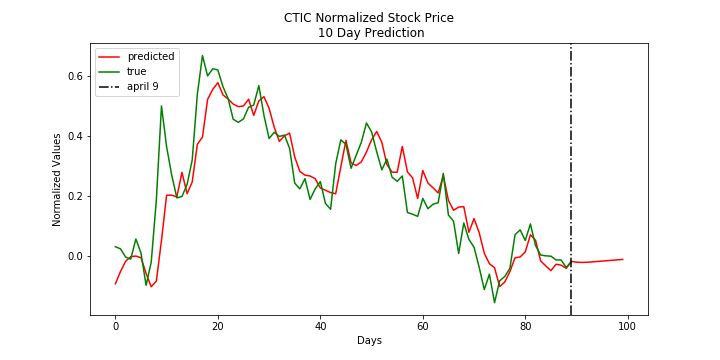 CTIC Normalized Stock Price
10 Day Prediction
predicted
true
april 9
Normalized Values
0.6
0.4
0.2
0.0
0
20
40
60
80
100
Days